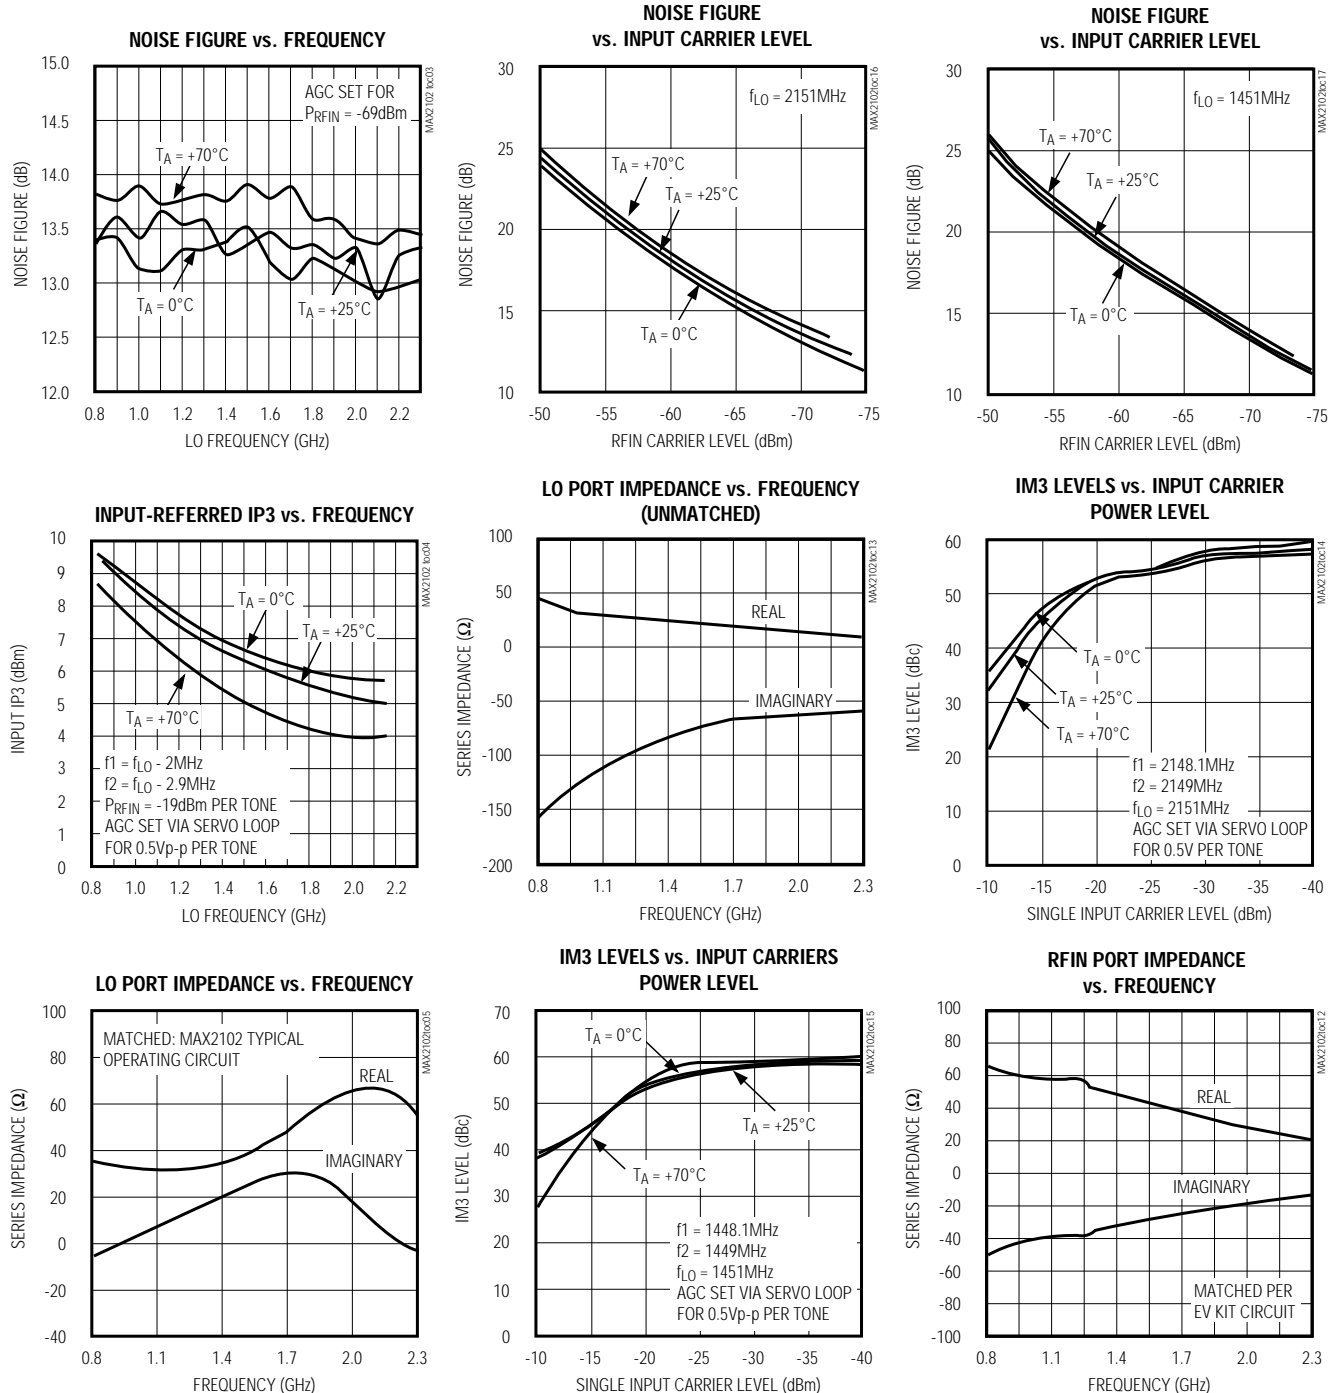 NOISE FIGURE vs. FREQUENCY
15.0
14.5
14.0
13.5
13.0
12.5
12.0
NOISE FIGURE (dB)
AGC SET FOR
PRFIN = -69dBm
TA = +70°C
TA = 0°C
TA = +25°C
0.8 1.0 1.2 1.4 1.6 1.8 2.0 2.2
LO FREQUENCY (GHz)
MAX2102 toc03
NOISE FIGURE
vs. INPUT CARRIER LEVEL
30
25
20
15
10
NOISE FIGURE (dB)
fLO = 2151MHz
TA = +70°C
TA = +25°C
TA = 0°C
-50 -55 -60 -65 -70 -75
RFIN CARRIER LEVEL (dBm)
MAX2102toc16
NOISE FIGURE
vs. INPUT CARRIER LEVEL
30
25
20
15
10
NOISE FIGURE (dB)
fLO = 1451MHz
TA = +70°C
TA = +25°C
TA = 0°C
-50 -55 -60 -65 -70 -75
RFIN CARRIER LEVEL (dBm)
MAX2102toc17
INPUT-REFERRED IP3 vs. FREQUENCY
10
9
8
7
6
5
4
3
2
1
0
INPUT IP3 (dBm)
TA = 0°C
TA = +25°C
TA = +70°C
f1 = fLO - 2MHz
f2 = fLO - 2.9MHz
PRFIN = -19dBm PER TONE
AGC SET VIA SERVO LOOP
FOR 0.5Vp-p PER TONE
0.8 1.0 1.2 1.4 1.6 1.8 2.0 2.2
LO FREQUENCY (GHz)
MAX2102 toc04
LO PORT IMPEDANCE vs. FREQUENCY
(UNMATCHED)
100
50
0
-50
-100
-150
-200
SERIES IMPEDANCE (Ω)
REAL
IMAGINARY
0.8 1.1 1.4 1.7 2.0 2.3
FREQUENCY (GHz)
MAX2102toc13
IM3 LEVELS vs. INPUT CARRIER
POWER LEVEL
60
50
40
30
20
10
0
IM3 LEVEL (dBc)
TA = 0°C
TA = +25°C
TA = +70°C
f1 = 2148.1MHz
f2 = 2149MHz
fLO = 2151MHz
AGC SET VIA SERVO LOOP
FOR 0.5V PER TONE
-10 -15 -20 -25 -30 -35 -40
SINGLE INPUT CARRIER LEVEL (dBm)
MAX2102toc14
LO PORT IMPEDANCE vs. FREQUENCY
100
80
60
40
20
0
-20
-40
SERIES IMPEDANCE (Ω)
MATCHED: MAX2102 TYPICAL
OPERATING CIRCUIT
REAL
IMAGINARY
0.8 1.1 1.4 1.7 2.0 2.3
FREQUENCY (GHz)
MAX2102toc05
IM3 LEVELS vs. INPUT CARRIERS
POWER LEVEL
70
60
50
40
30
20
10
0
IM3 LEVEL (dBc)
TA = 0°C
TA = +25°C
TA = +70°C
f1 = 1448.1MHz
f2 = 1449MHz
fLO = 1451MHz
AGC SET VIA SERVO LOOP
FOR 0.5Vp-p PER TONE
-10 -15 -20 -25 -30 -35 -40
SINGLE INPUT CARRIER LEVEL (dBm)
MAX2102toc15
RFIN PORT IMPEDANCE
vs. FREQUENCY
100
80
60
40
20
0
-20
-40
-60
-80
-100
SERIES IMPEDANCE (Ω)
REAL
IMAGINARY
MATCHED PER
EV KIT CIRCUIT
0.8 1.1 1.4 1.7 2.0 2.3
FREQUENCY (GHz)
MAX2102toc12